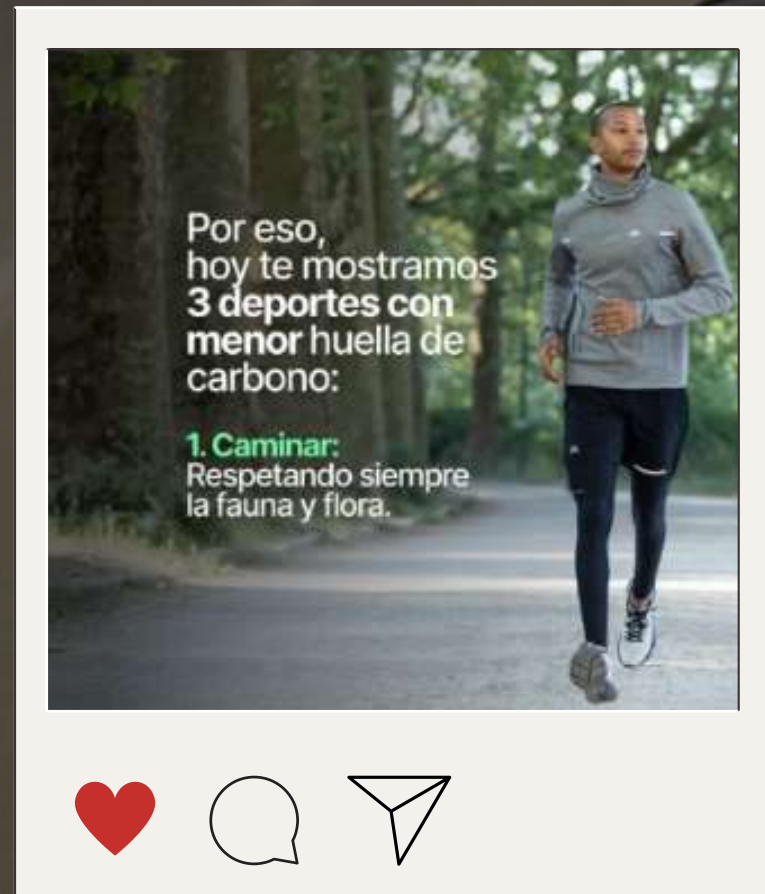 Por eso,
hoy te mostramos
3 deportes con
menor huella de
carbono:
1. Caminar:
Respetando siempre
la fauna y flora.